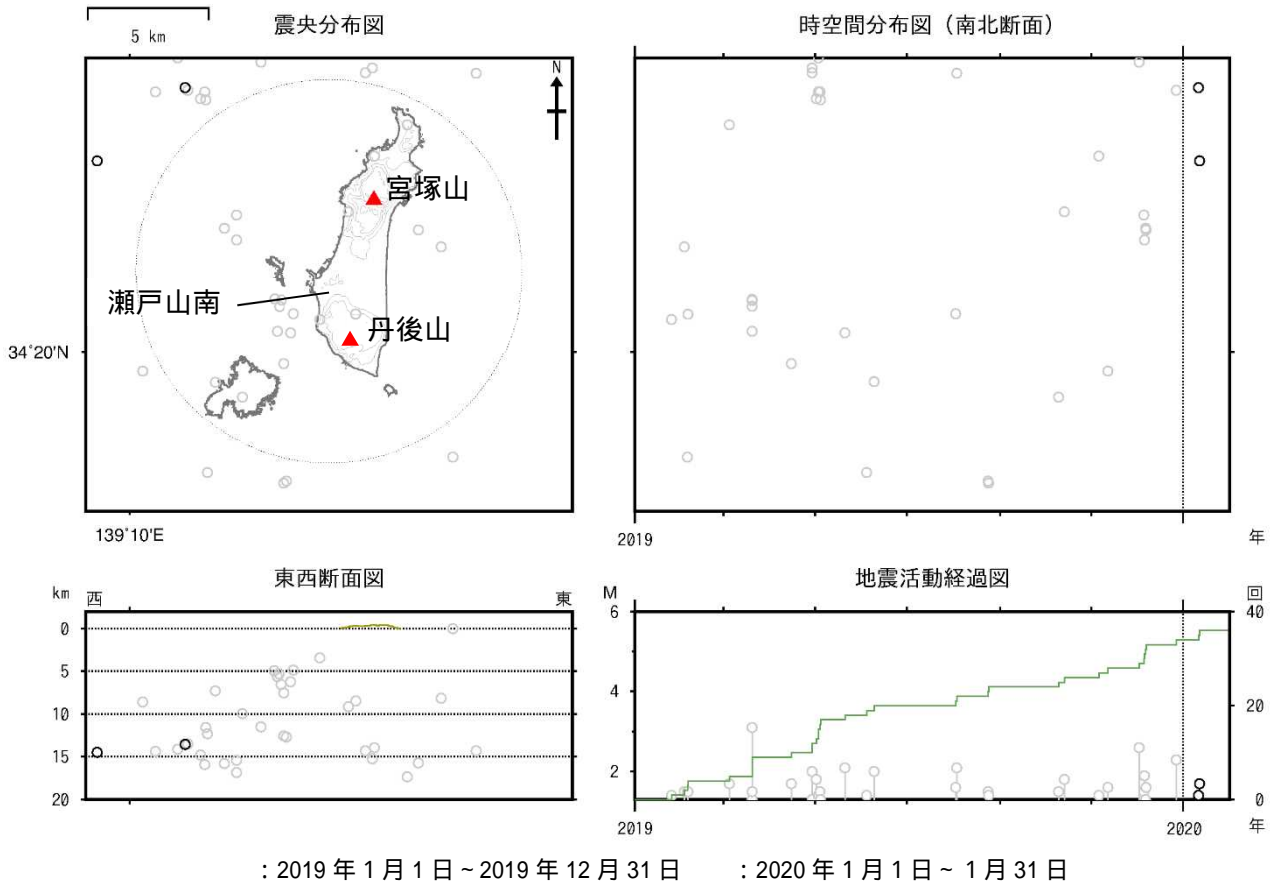 震央分布図
5 km
N
宮塚山
瀬戸山南
丹後山
34°20'N
139°10'E
時空間分布図（南北断面）
2019
年
東西断面図
km
西
東
0
5
10
15
20
地震活動経過図
M
回
6
4
2
40
20
0
2019
2020
年
：2019 年 1 月 1 日 ~ 2019 年 12 月 31 日 ：2020 年 1 月 1 日 ~ 1 月 31 日